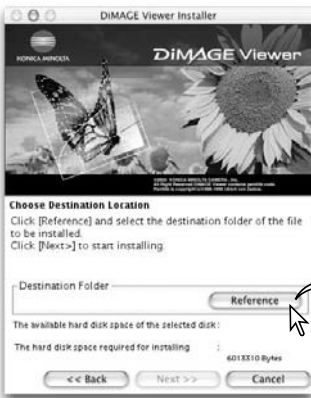 DiMAGE Viewer Installer
KONICA MINOLTA
DiMAGE Viewer
Choose Destination Location
Click [Reference] and select the destination folder of the file
to be installed.
Click [Next>] to start installing.
Destination Folder
Reference
The available hard disk space of the selected disk:
The hard disk space required for installing :
6013310 Bytes
<< Back
Next >>
Cancel